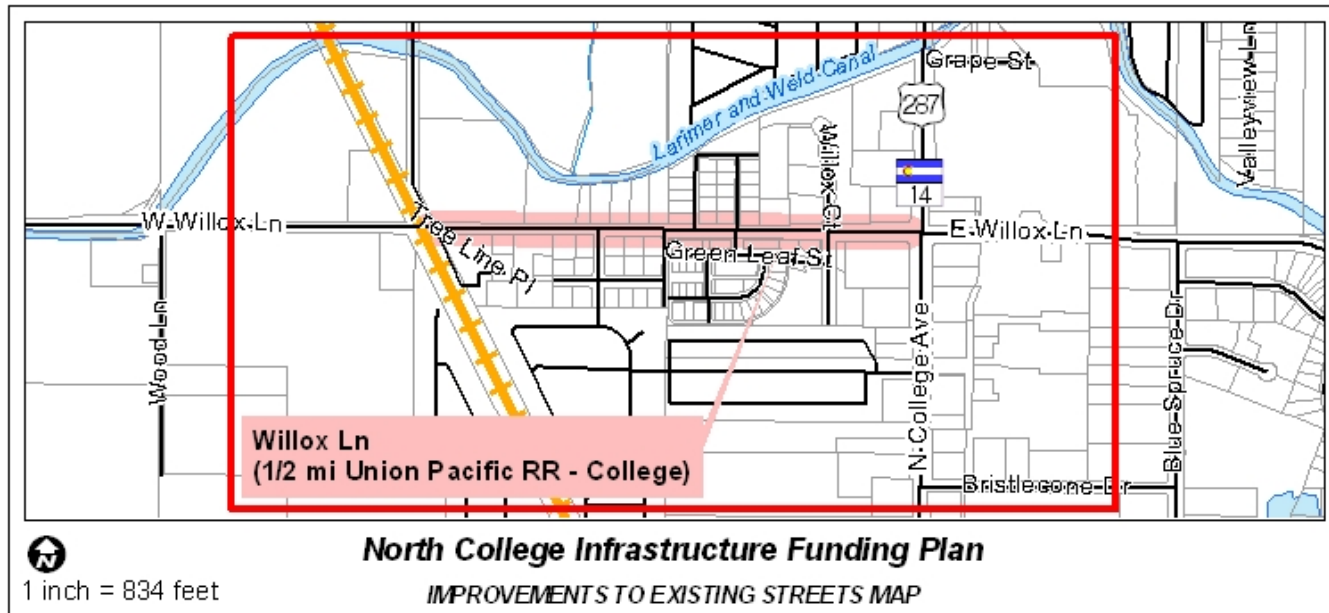 Grape St
287
Larimer and Weld Canal
Valleyview Ln
Willox Ct
14
W Willox Ln
E Willox Ln
Tree Line Pl
Green Leaf St
Wood Ln
N College Ave
Blue Spruce Dr
Willox Ln
(1/2 mi Union Pacific RR - College)
Bristlecone Dr
N
1 inch = 834 feet
North College Infrastructure Funding Plan
IMPROVEMENTS TO EXISTING STREETS MAP